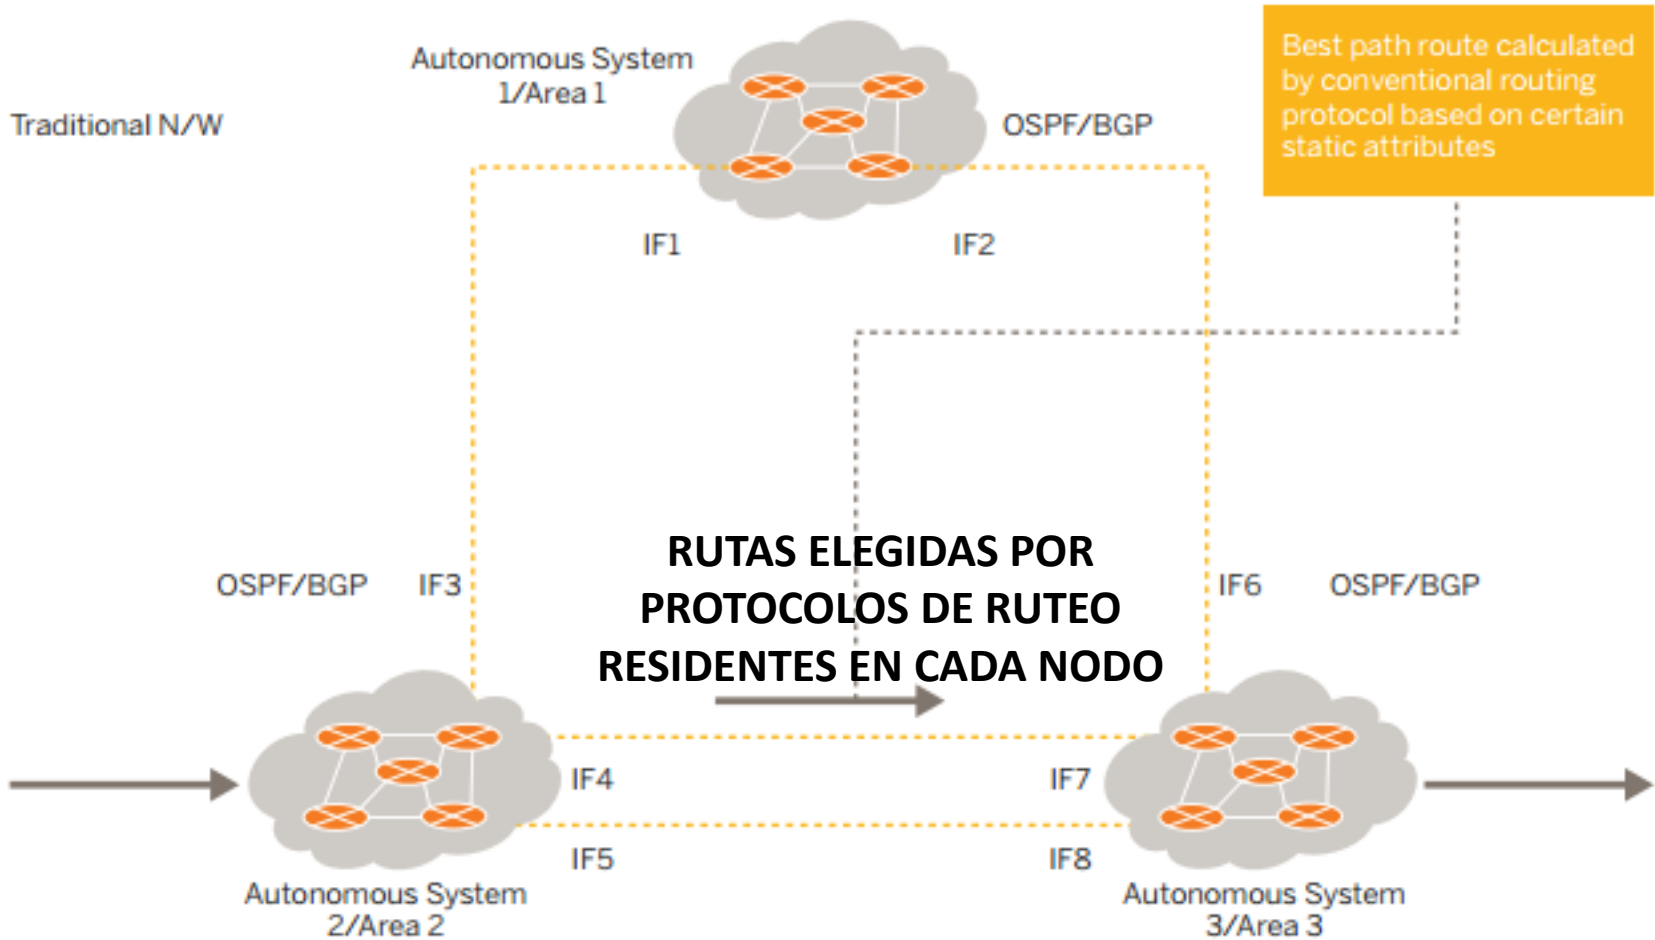 Autonomous System
1/Area 1
Best path route calculated
by conventional routing
protocol based on certain
static attributes
Traditional N/W
OSPF/BGP
IF1
IF2
RUTAS ELEGIDAS POR
PROTOCOLOS DE RUTEO
RESIDENTES EN CADA NODO
OSPF/BGP
IF3
IF6
OSPF/BGP
IF4
IF7
IF5
IF8
Autonomous System
2/Area 2
Autonomous System
3/Area 3